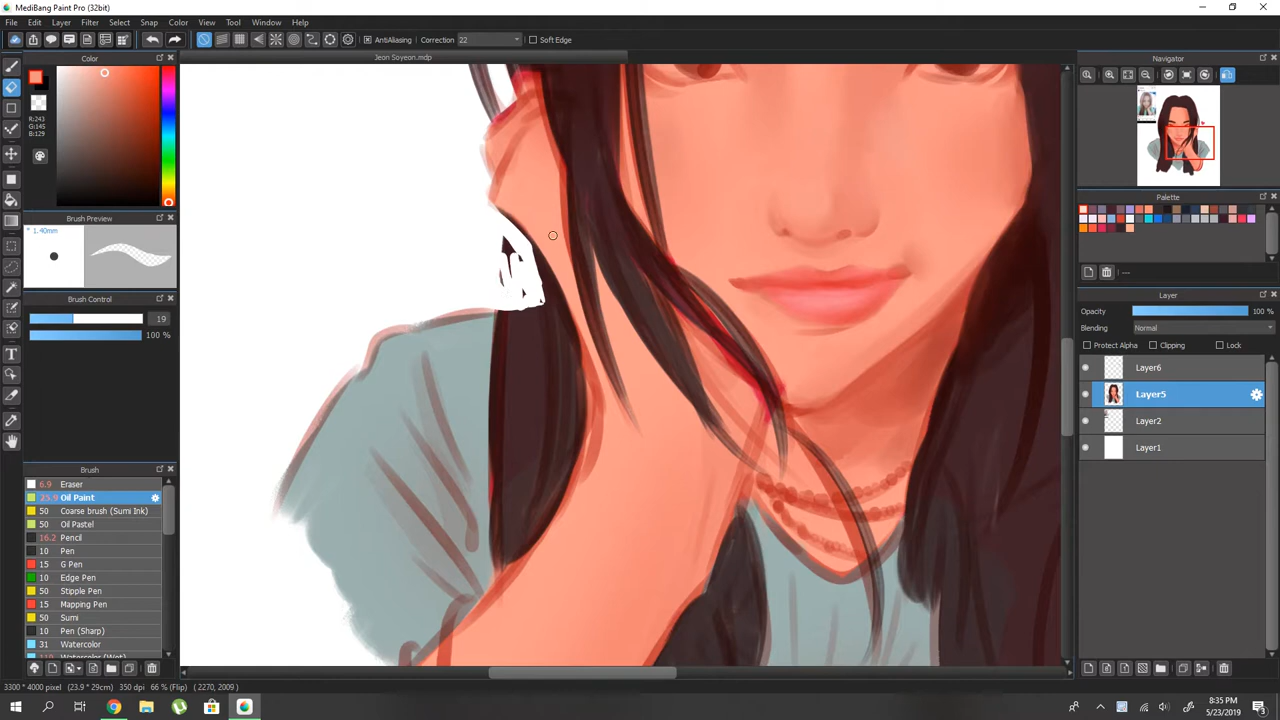 MediBang Paint Pro (32bit)
File Edit Layer Filter Select Snap Color View Tool Window Help
AntiAliasing Correction 22 Soft Edge
Color
Jeon Soyeon.mdp
Navigator
R:243
G:145
B:129
Brush Preview
* 1.40mm
Palette
---
Brush Control
19
100 %
Layer
Opacity 100 %
Blending Normal
Protect Alpha Clipping Lock
Layer6
Layer5
Layer2
Layer1
Brush
6.9 Eraser
25.9 Oil Paint
50 Coarse brush (Sumi Ink)
50 Oil Pastel
16.2 Pencil
10 Pen
15 G Pen
10 Edge Pen
50 Stipple Pen
15 Mapping Pen
50 Sumi
10 Pen (Sharp)
31 Watercolor
Watercolor (Wet)
3300 * 4000 pixel (23.9 * 29cm) 350 dpi 66 % (Flip) ( 2270, 2009 )
8:35 PM
5/23/2019